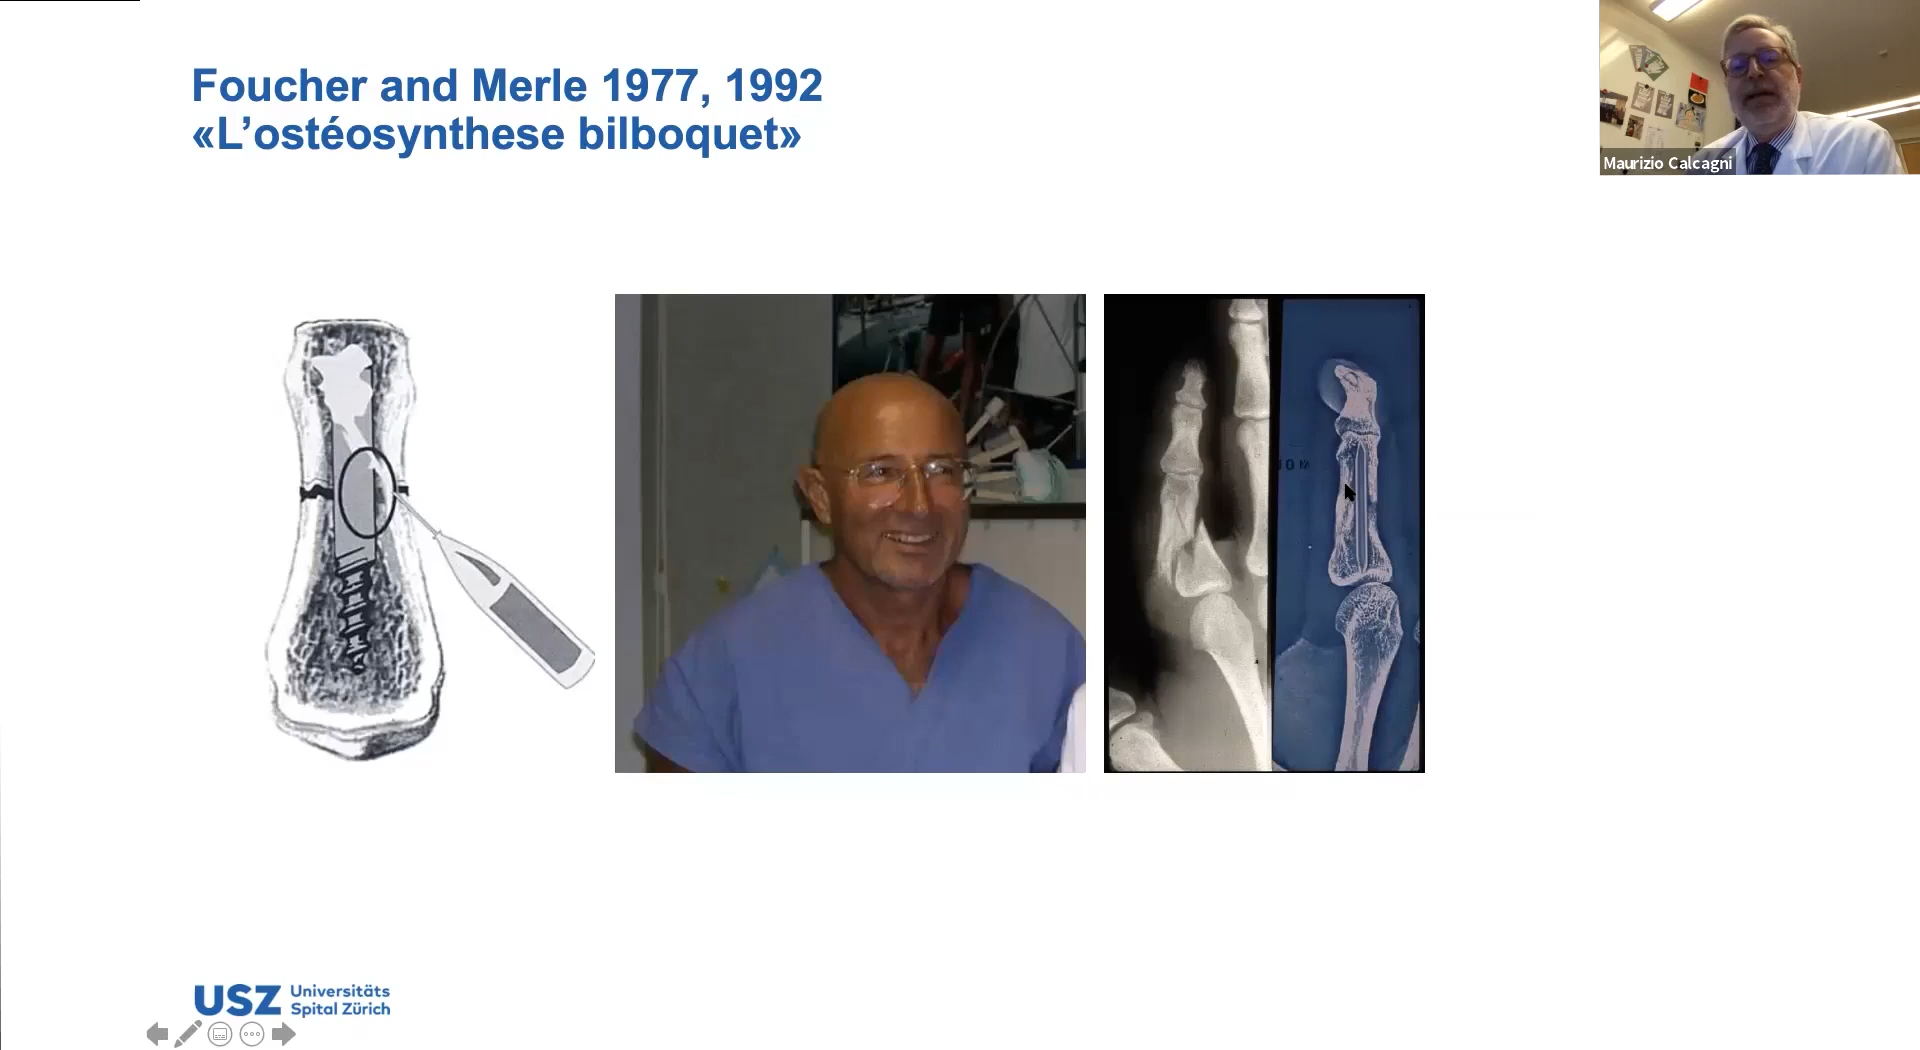 Foucher and Merle 1977, 1992
«L’ostéosynthese bilboquet»
Maurizio Calcagni
USZ Universitäts
Spital Zürich